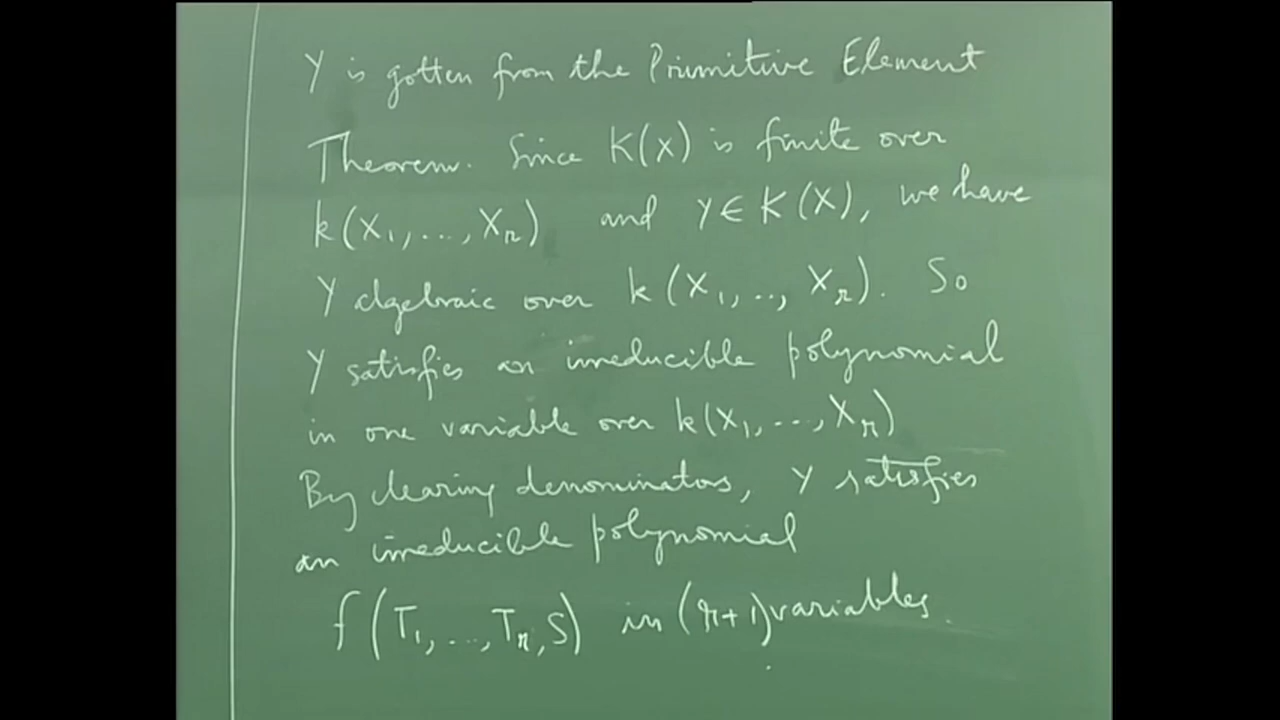 Y is gotten from the Primitive Element
Theorem. Since K(X) is finite over
k(X₁, ..., Xᵣ) and Y ∈ K(X), we have
Y algebraic over k(X₁, .., Xᵣ). So
Y satisfies an irreducible polynomial
in one variable over k(X₁, ..., Xᵣ)
By clearing denominators, Y satisfies
an irreducible polynomial
f(T₁, ..., Tᵣ, S) in (r+1) variables.